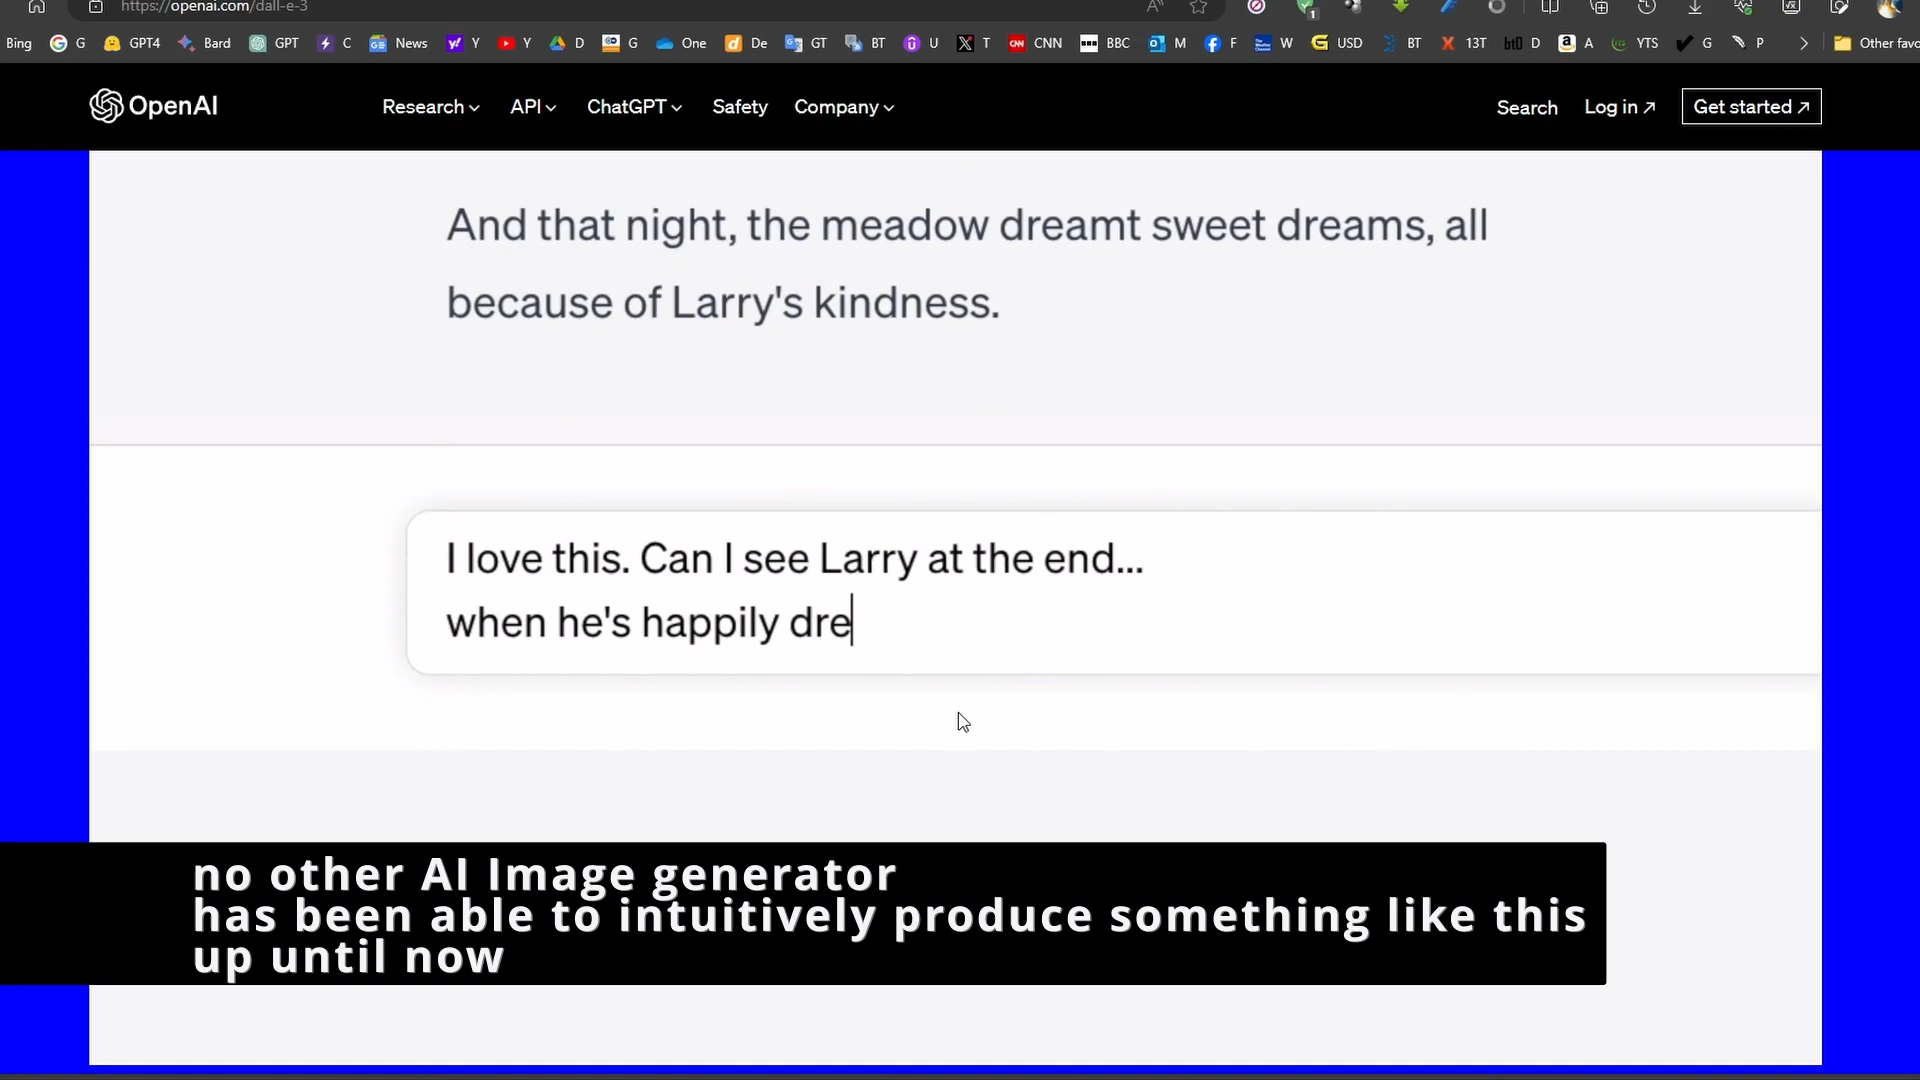 https://openai.com/dall-e-3
Bing G GPT4 Bard GPT C News Y Y D G One De GT BT U T CNN BBC M F W USD BT 13T D A YTS G P Other favo
OpenAI Research API ChatGPT Safety Company Search Log in Get started
And that night, the meadow dreamt sweet dreams, all
because of Larry's kindness.
I love this. Can I see Larry at the end...
when he's happily dre
no other AI Image generator
has been able to intuitively produce something like this
up until now